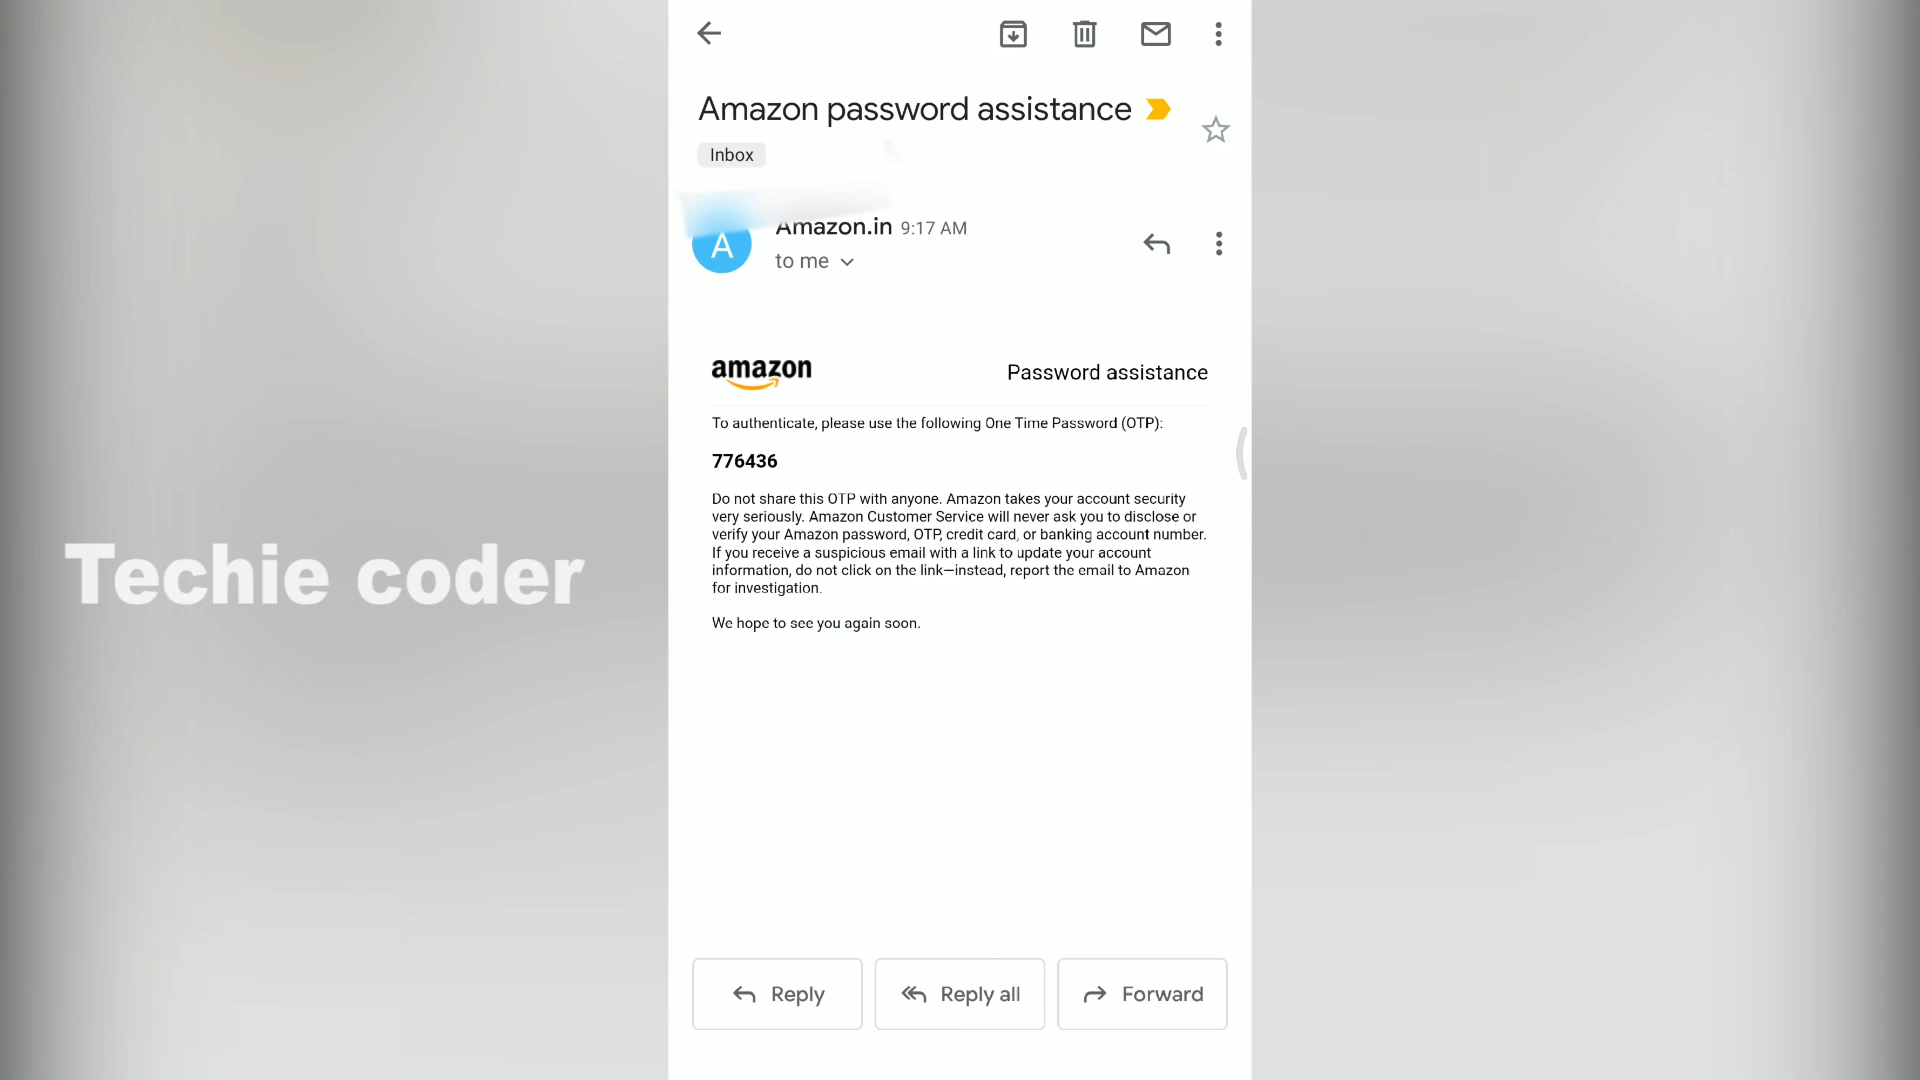 Amazon password assistance
Inbox
A
Amazon.in 9:17 AM
to me
amazon
Password assistance
To authenticate, please use the following One Time Password (OTP):
776436
Do not share this OTP with anyone. Amazon takes your account security
very seriously. Amazon Customer Service will never ask you to disclose or
verify your Amazon password, OTP, credit card, or banking account number.
If you receive a suspicious email with a link to update your account
information, do not click on the link—instead, report the email to Amazon
for investigation.
We hope to see you again soon.
Techie coder
Reply
Reply all
Forward